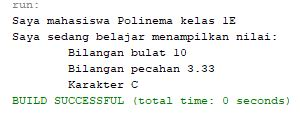 run:
Saya mahasiswa Polinema kelas 1E
Saya sedang belajar menampilkan nilai:
Bilangan bulat 10
Bilangan pecahan 3.33
Karakter C
BUILD SUCCESSFUL (total time: 0 seconds)